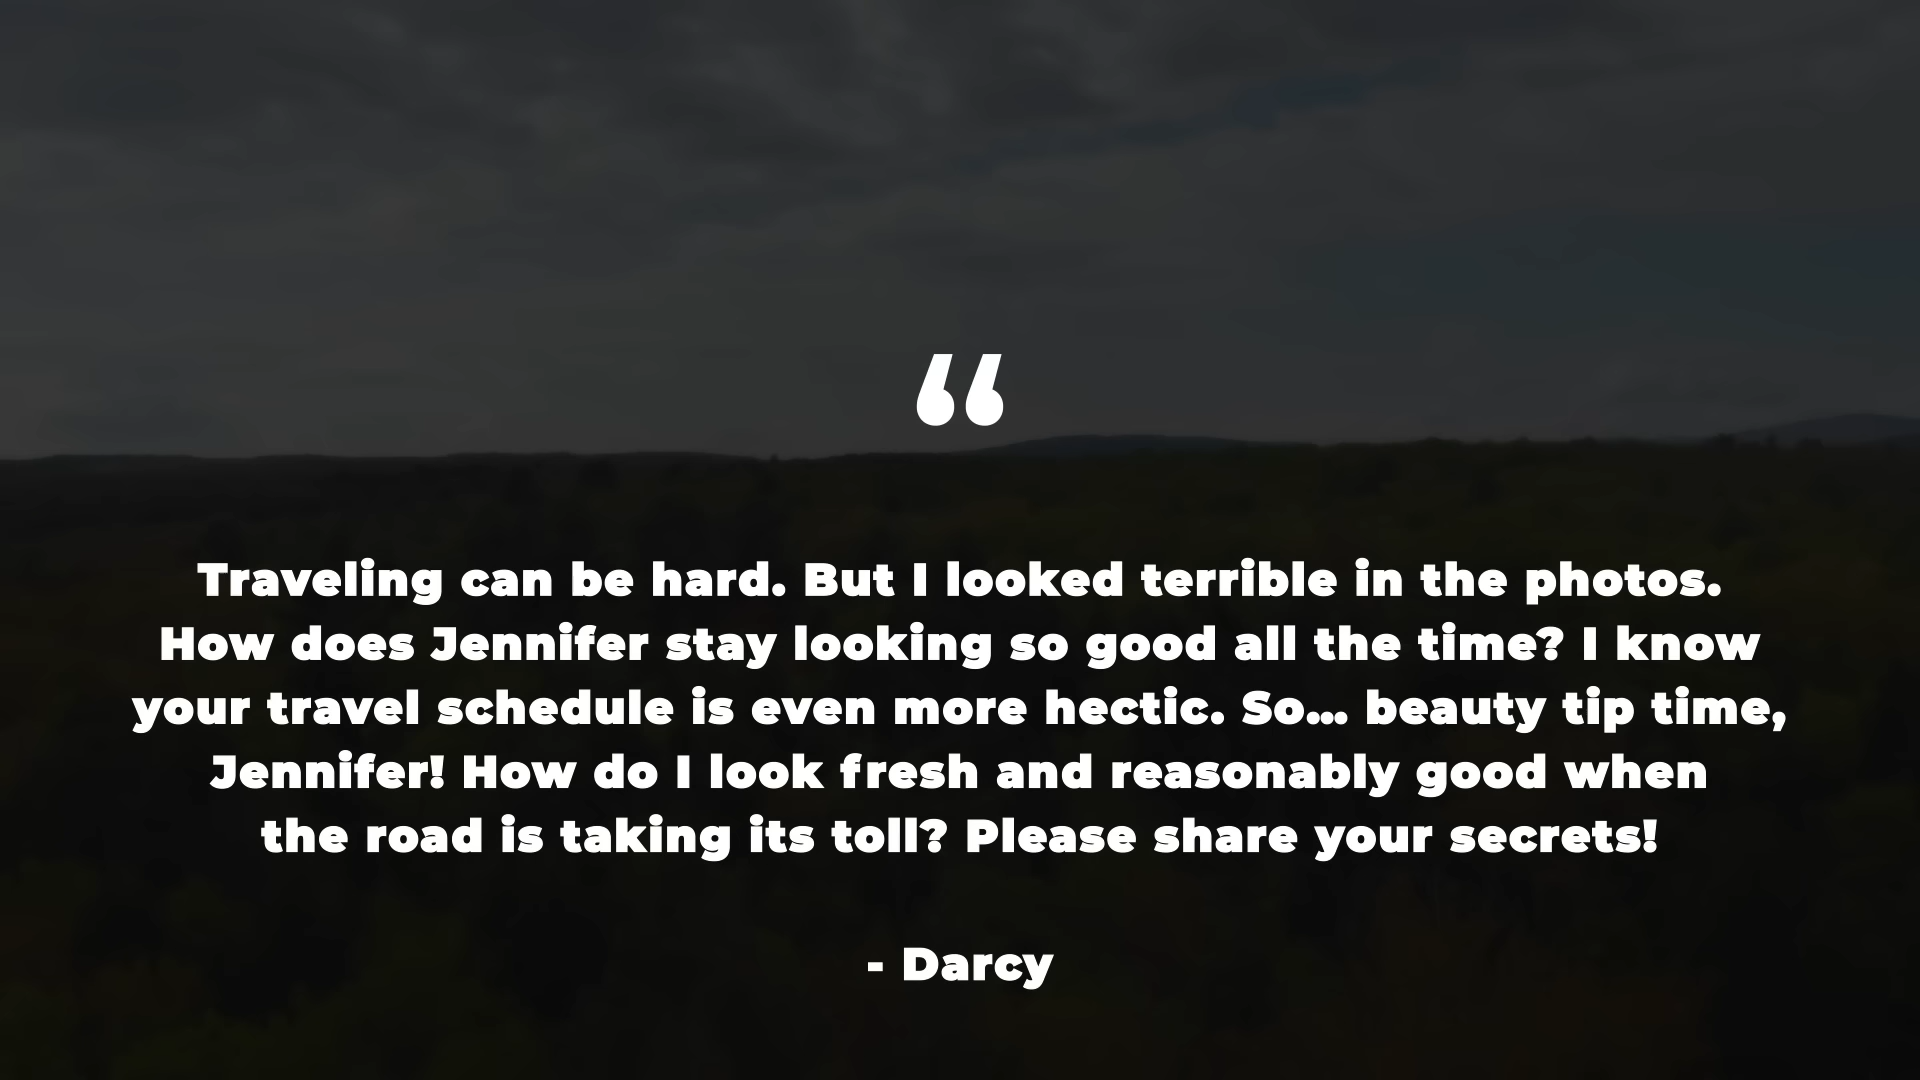 “
Traveling can be hard. But I looked terrible in the photos.
How does Jennifer stay looking so good all the time? I know
your travel schedule is even more hectic. So... beauty tip time,
Jennifer! How do I look fresh and reasonably good when
the road is taking its toll? Please share your secrets!
- Darcy